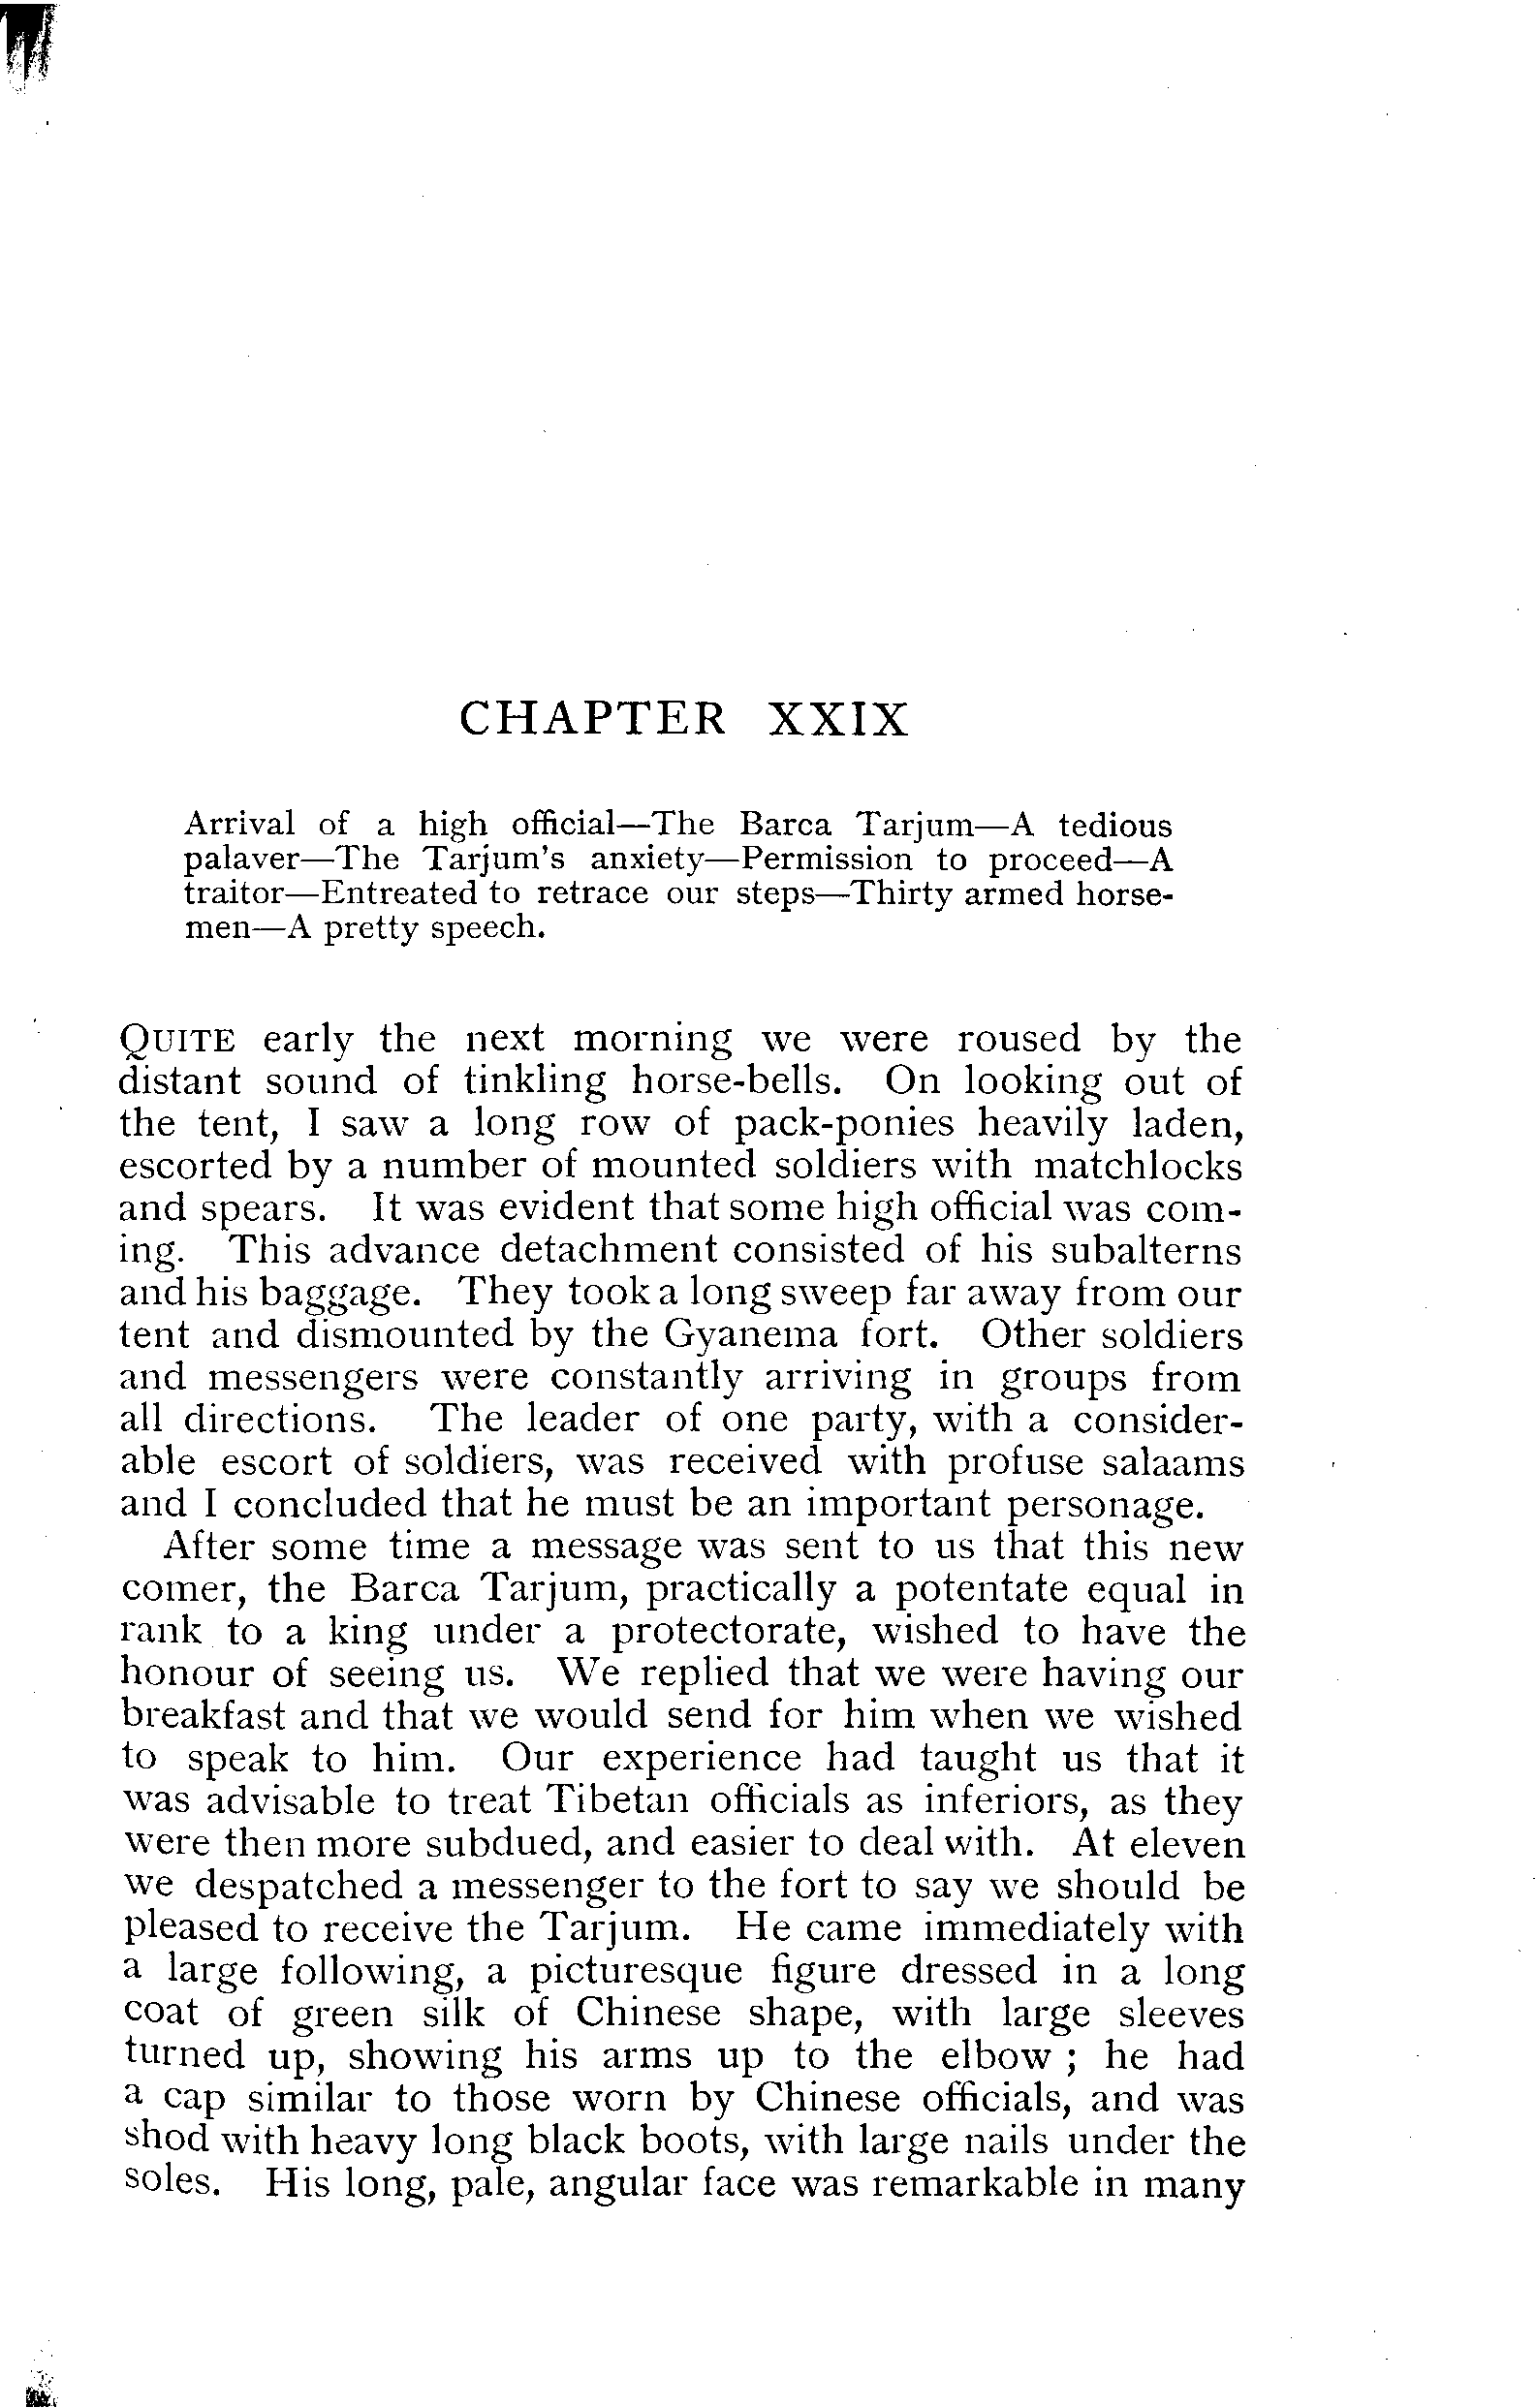 CHAPTER XXIX
Arrival of a high official—The Barca Tarjum—A tedious
palaver—The Tarjum's anxiety—Permission to proceed—A
traitor—Entreated to retrace our steps—Thirty armed horse-
men—A pretty speech.
QUITE early the next morning we were roused by the
distant sound of tinkling horse-bells. On looking out of
the tent, I saw a long row of pack-ponies heavily laden,
escorted by a number of mounted soldiers with matchlocks
and spears. It was evident that some high official was com-
ing. This advance detachment consisted of his subalterns
and his baggage. They took a long sweep far away from our
tent and dismounted by the Gyanema fort. Other soldiers
and messengers were constantly arriving in groups from
all directions. The leader of one party, with a consider-
able escort of soldiers, was received with profuse salaams
and I concluded that he must be an important personage.
After some time a message was sent to us that this new
comer, the Barca Tarjum, practically a potentate equal in
rank to a king under a protectorate, wished to have the
honour of seeing us. We replied that we were having our
breakfast and that we would send for him when we wished
to speak to him. Our experience had taught us that it
was advisable to treat Tibetan officials as inferiors, as they
were then more subdued, and easier to deal with. At eleven
we despatched a messenger to the fort to say we should be
pleased to receive the Tarjum. He came immediately with
a large following, a picturesque figure dressed in a long
coat of green silk of Chinese shape, with large sleeves
turned up, showing his arms up to the elbow ; he had
a cap similar to those worn by Chinese officials, and was
shod with heavy long black boots, with large nails under the
soles. His long, pale, angular face was remarkable in many